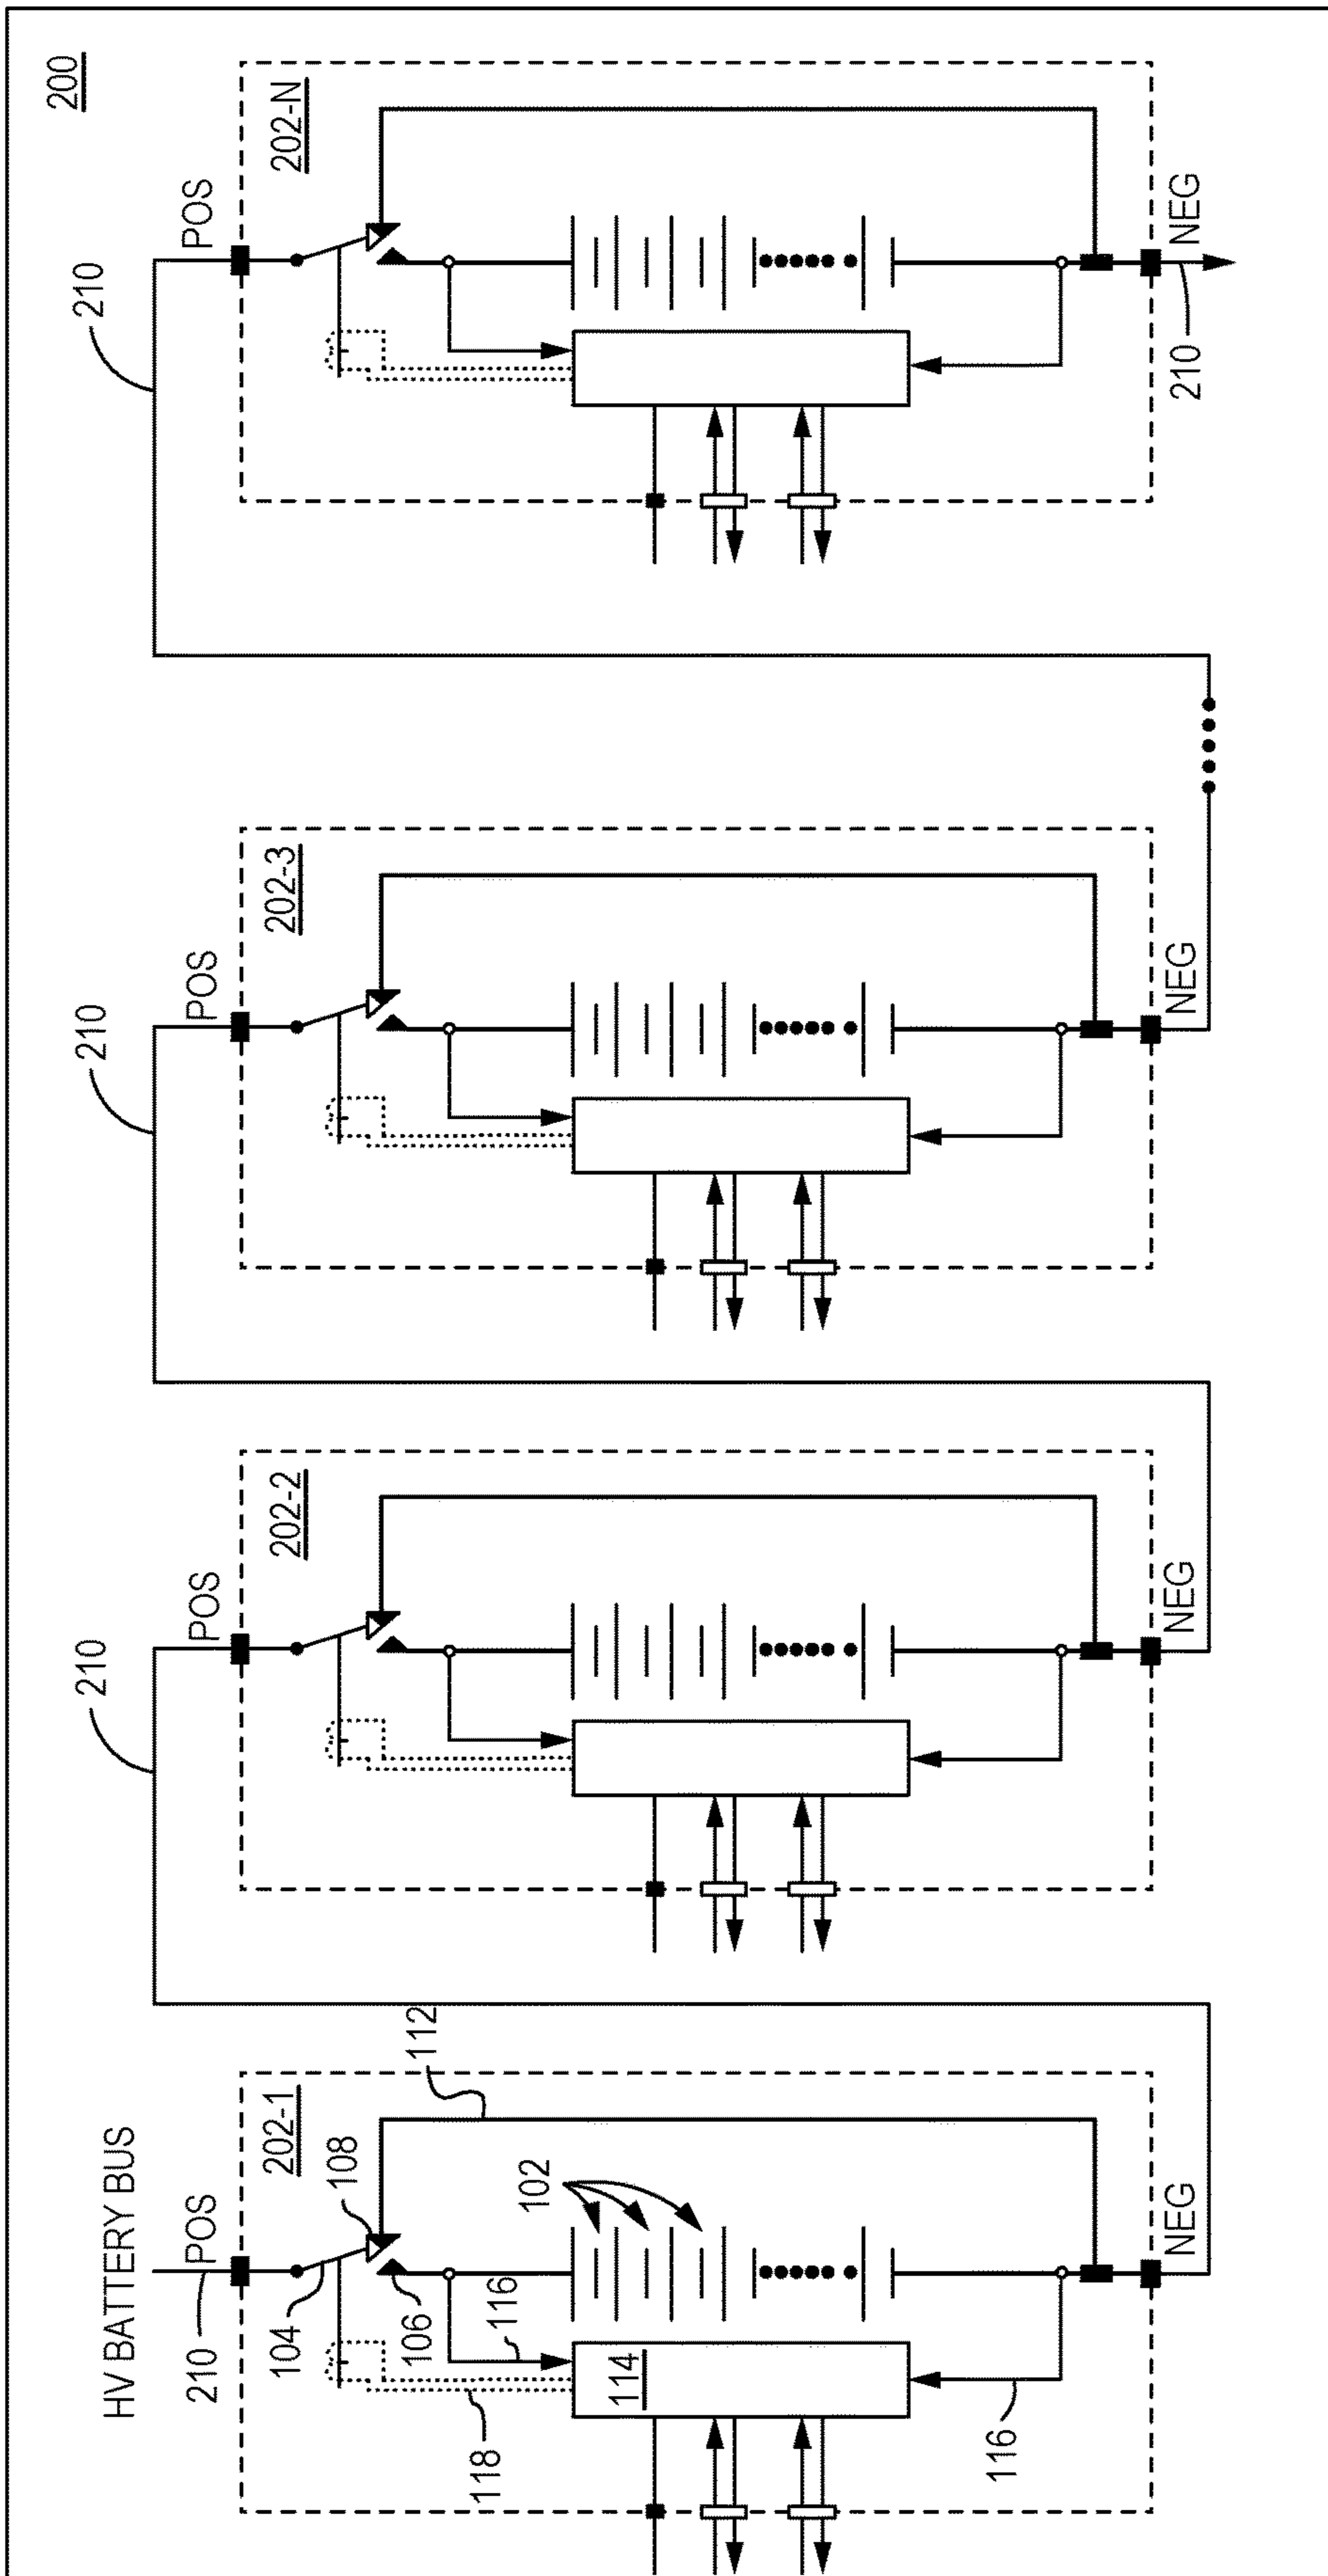 200
HV BATTERY BUS
210
POS
202-1
104
108
106
116
118
114
102
112
116
NEG
210
POS
202-2
NEG
210
POS
202-3
NEG
210
POS
202-N
NEG
210